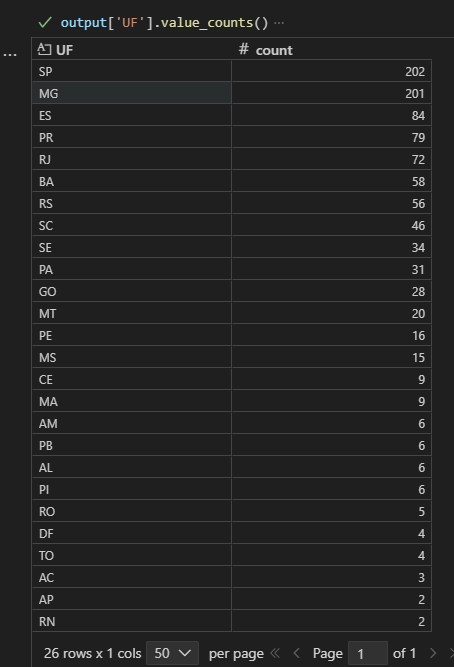 output['UF'].value_counts() ...
... UF # count
SP 202
MG 201
ES 84
PR 79
RJ 72
BA 58
RS 56
SC 46
SE 34
PA 31
GO 28
MT 20
PE 16
MS 15
CE 9
MA 9
AM 6
PB 6
AL 6
PI 6
RO 5
DF 4
TO 4
AC 3
AP 2
RN 2
26 rows x 1 cols 50 per page Page 1 of 1